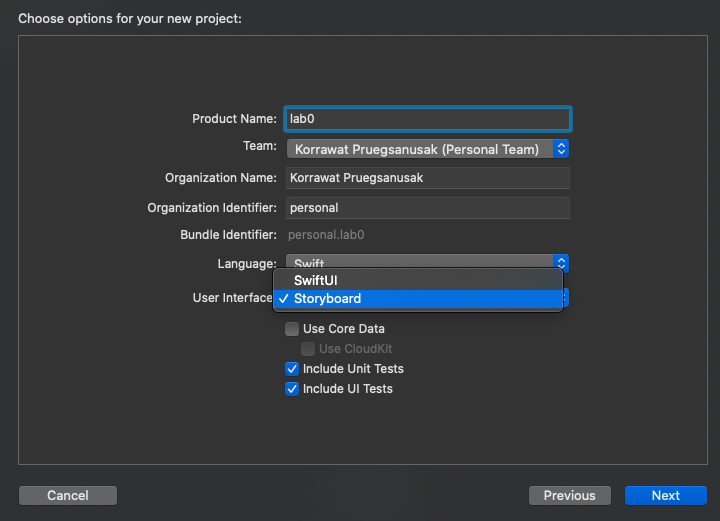 Choose options for your new project:
Product Name: lab0
Team: Korrawat Pruegsanusak (Personal Team)
Organization Name: Korrawat Pruegsanusak
Organization Identifier: personal
Bundle Identifier: personal.lab0
Language: Swift
SwiftUI
User Interface Storyboard
Use Core Data
Use CloudKit
Include Unit Tests
Include UI Tests
Cancel Previous Next